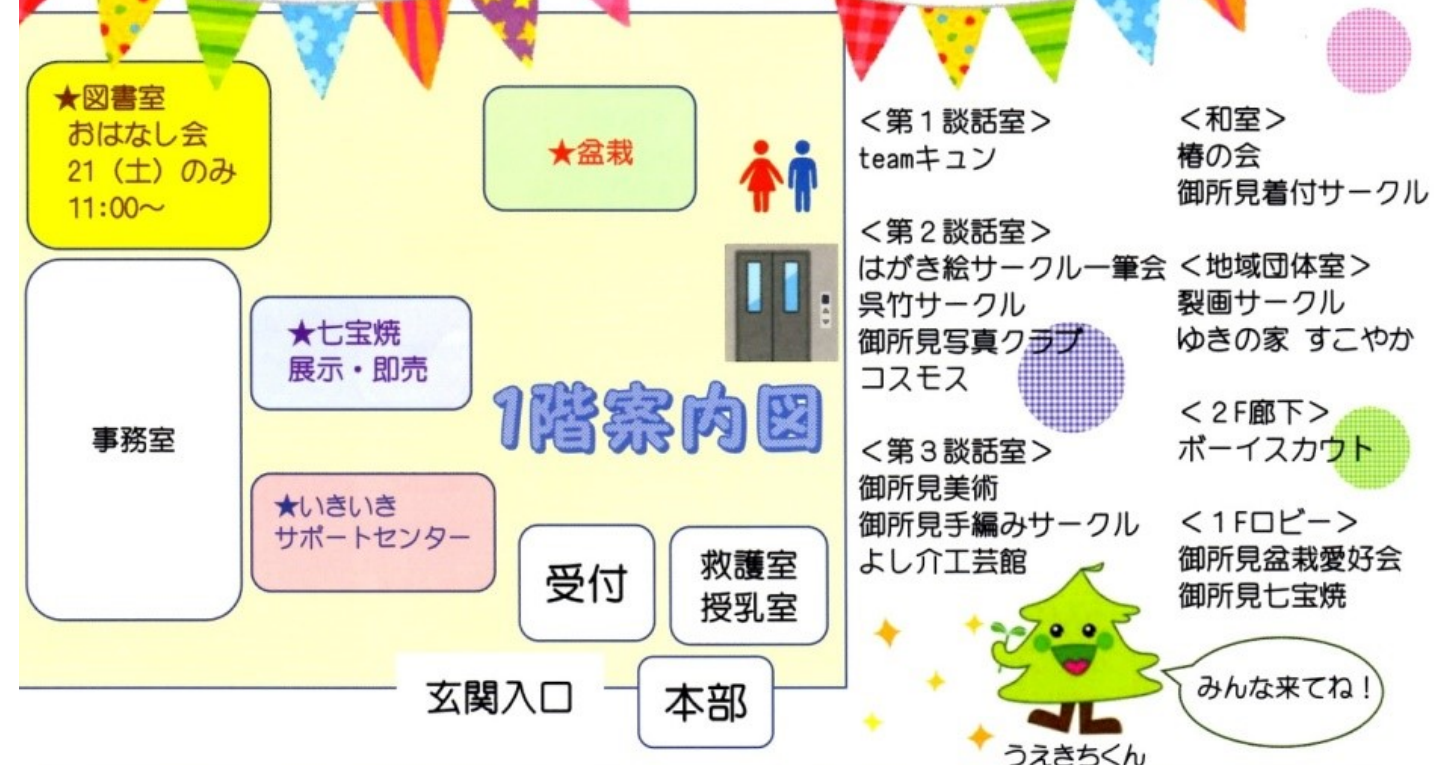 ★図書室
おはなし会
21（土）のみ
11:00～
★盆栽
事務室
★七宝焼
展示・即売
1階案内図
★いきいき
サポートセンター
受付
救護室
授乳室
玄関入口
本部
＜第１談話室＞
teamキュン
＜第２談話室＞
はがき絵サークル一筆会
呉竹サークル
御所見写真クラブ
コスモス
＜第３談話室＞
御所見美術
御所見手編みサークル
よし介工芸館
＜和室＞
椿の会
御所見着付サークル
＜地域団体室＞
裂画サークル
ゆきの家 すこやか
＜２F廊下＞
ボーイスカウト
＜１Fロビー＞
御所見盆栽愛好会
御所見七宝焼
みんな来てね！
うえきちくん